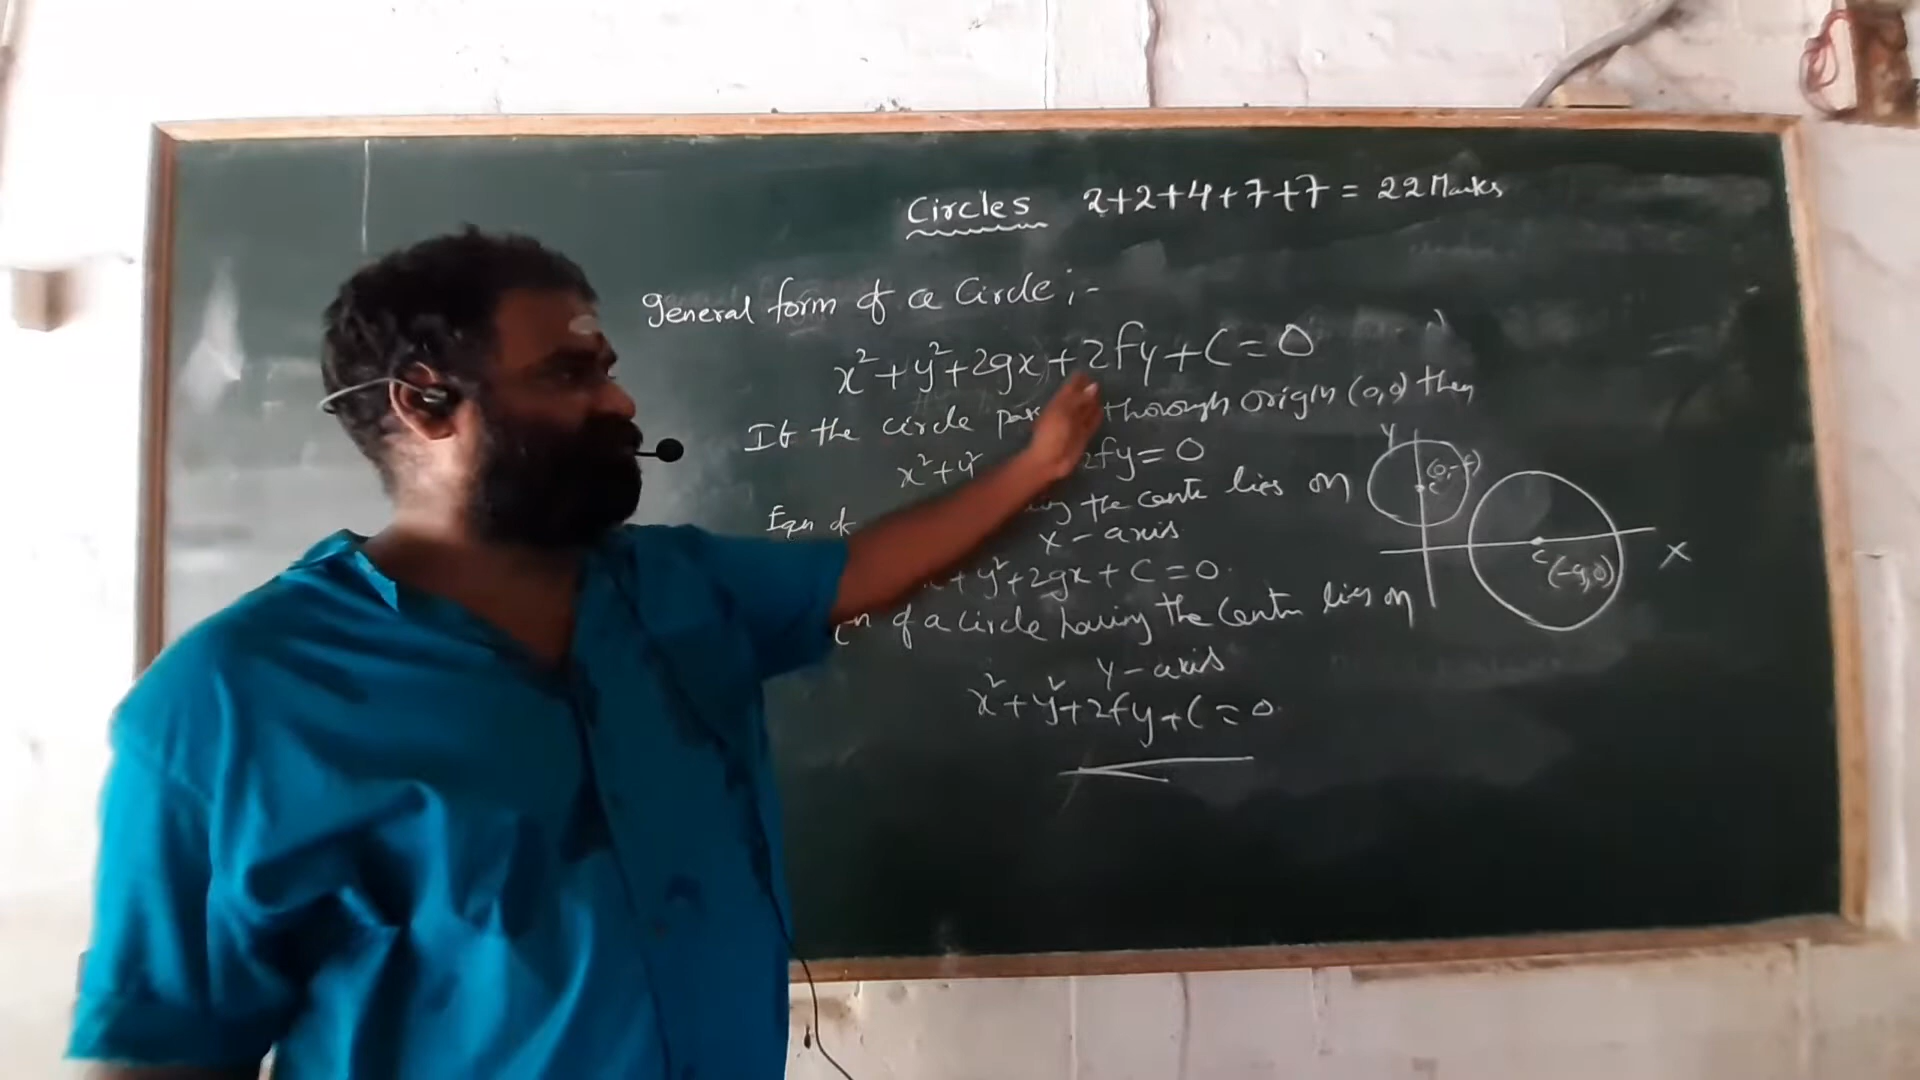 Circles 2+2+4+7+7 = 22 Marks
General form of a Circle :-
x²+y²+2gx+2fy+C=0
If the circle through origin (0,0) then
x²+y² 2fy=0
Eqn of the centre lies on
x-axis
+y²+2gx+C=0
of a circle having the Centre lies on
Y-axis
x²+y²+2fy+C=0
Y
(0,-f)
C
X
C
(-g,0)